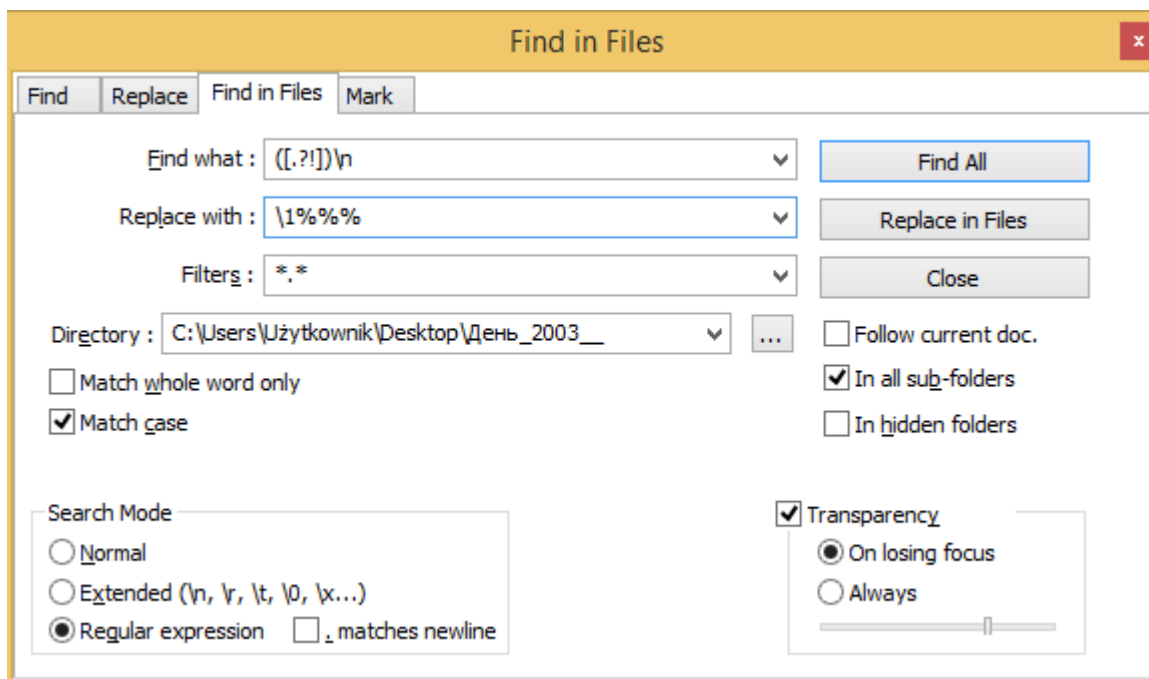 Find in Files
x
Find Replace Find in Files Mark
Find what : ([.?!])\n Find All
Replace with : \1%%% Replace in Files
Filters : *.* Close
Directory : C:\Users\Użytkownik\Desktop\День_2003__ ... Follow current doc.
Match whole word only In all sub-folders
Match case In hidden folders
Search Mode Transparency
Normal On losing focus
Extended (\n, \r, \t, \0, \x...) Always
Regular expression . matches newline